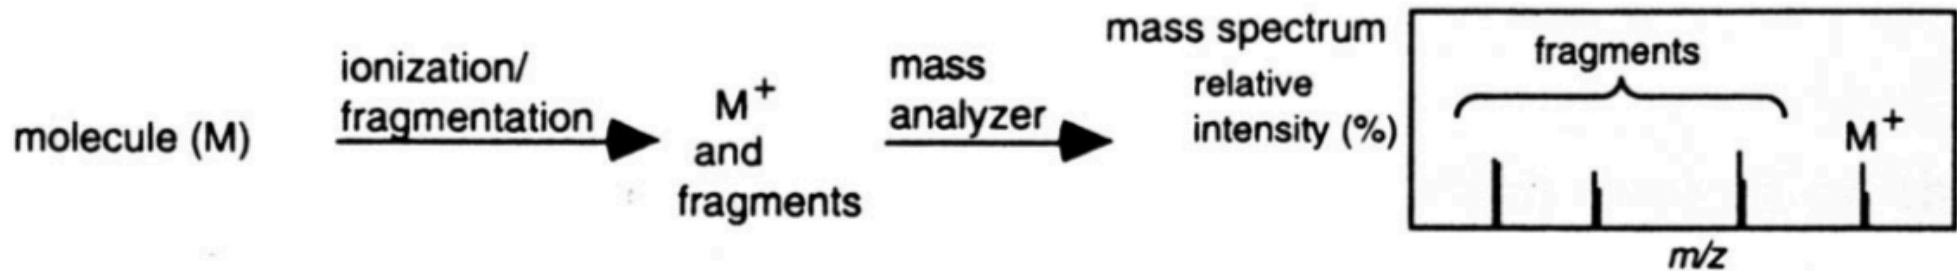 molecule (M)
ionization/
fragmentation
M+
and
fragments
mass
analyzer
mass spectrum
relative
intensity (%)
fragments
M+
m/z